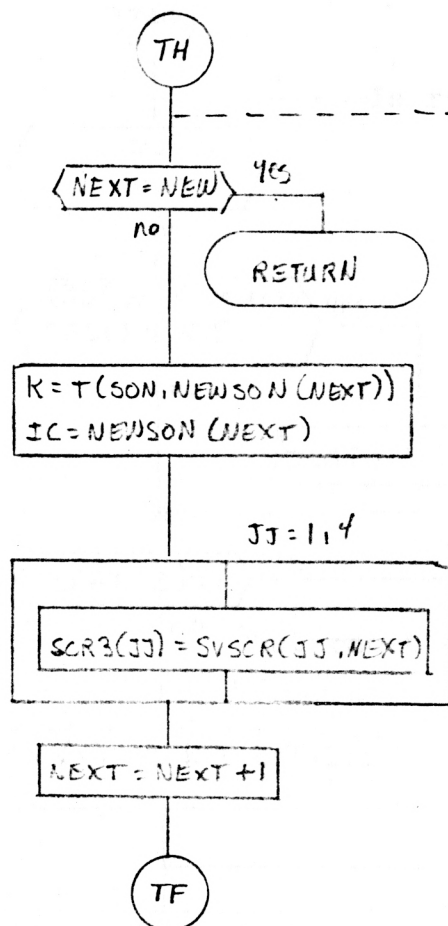 TH
NEXT = NEW
yes
no
RETURN
K = T(SON, NEWSON (NEXT))
IC = NEWSON (NEXT)
JJ = 1, 4
SCR3(JJ) = SVSCR(JJ, NEXT)
NEXT = NEXT + 1
TF